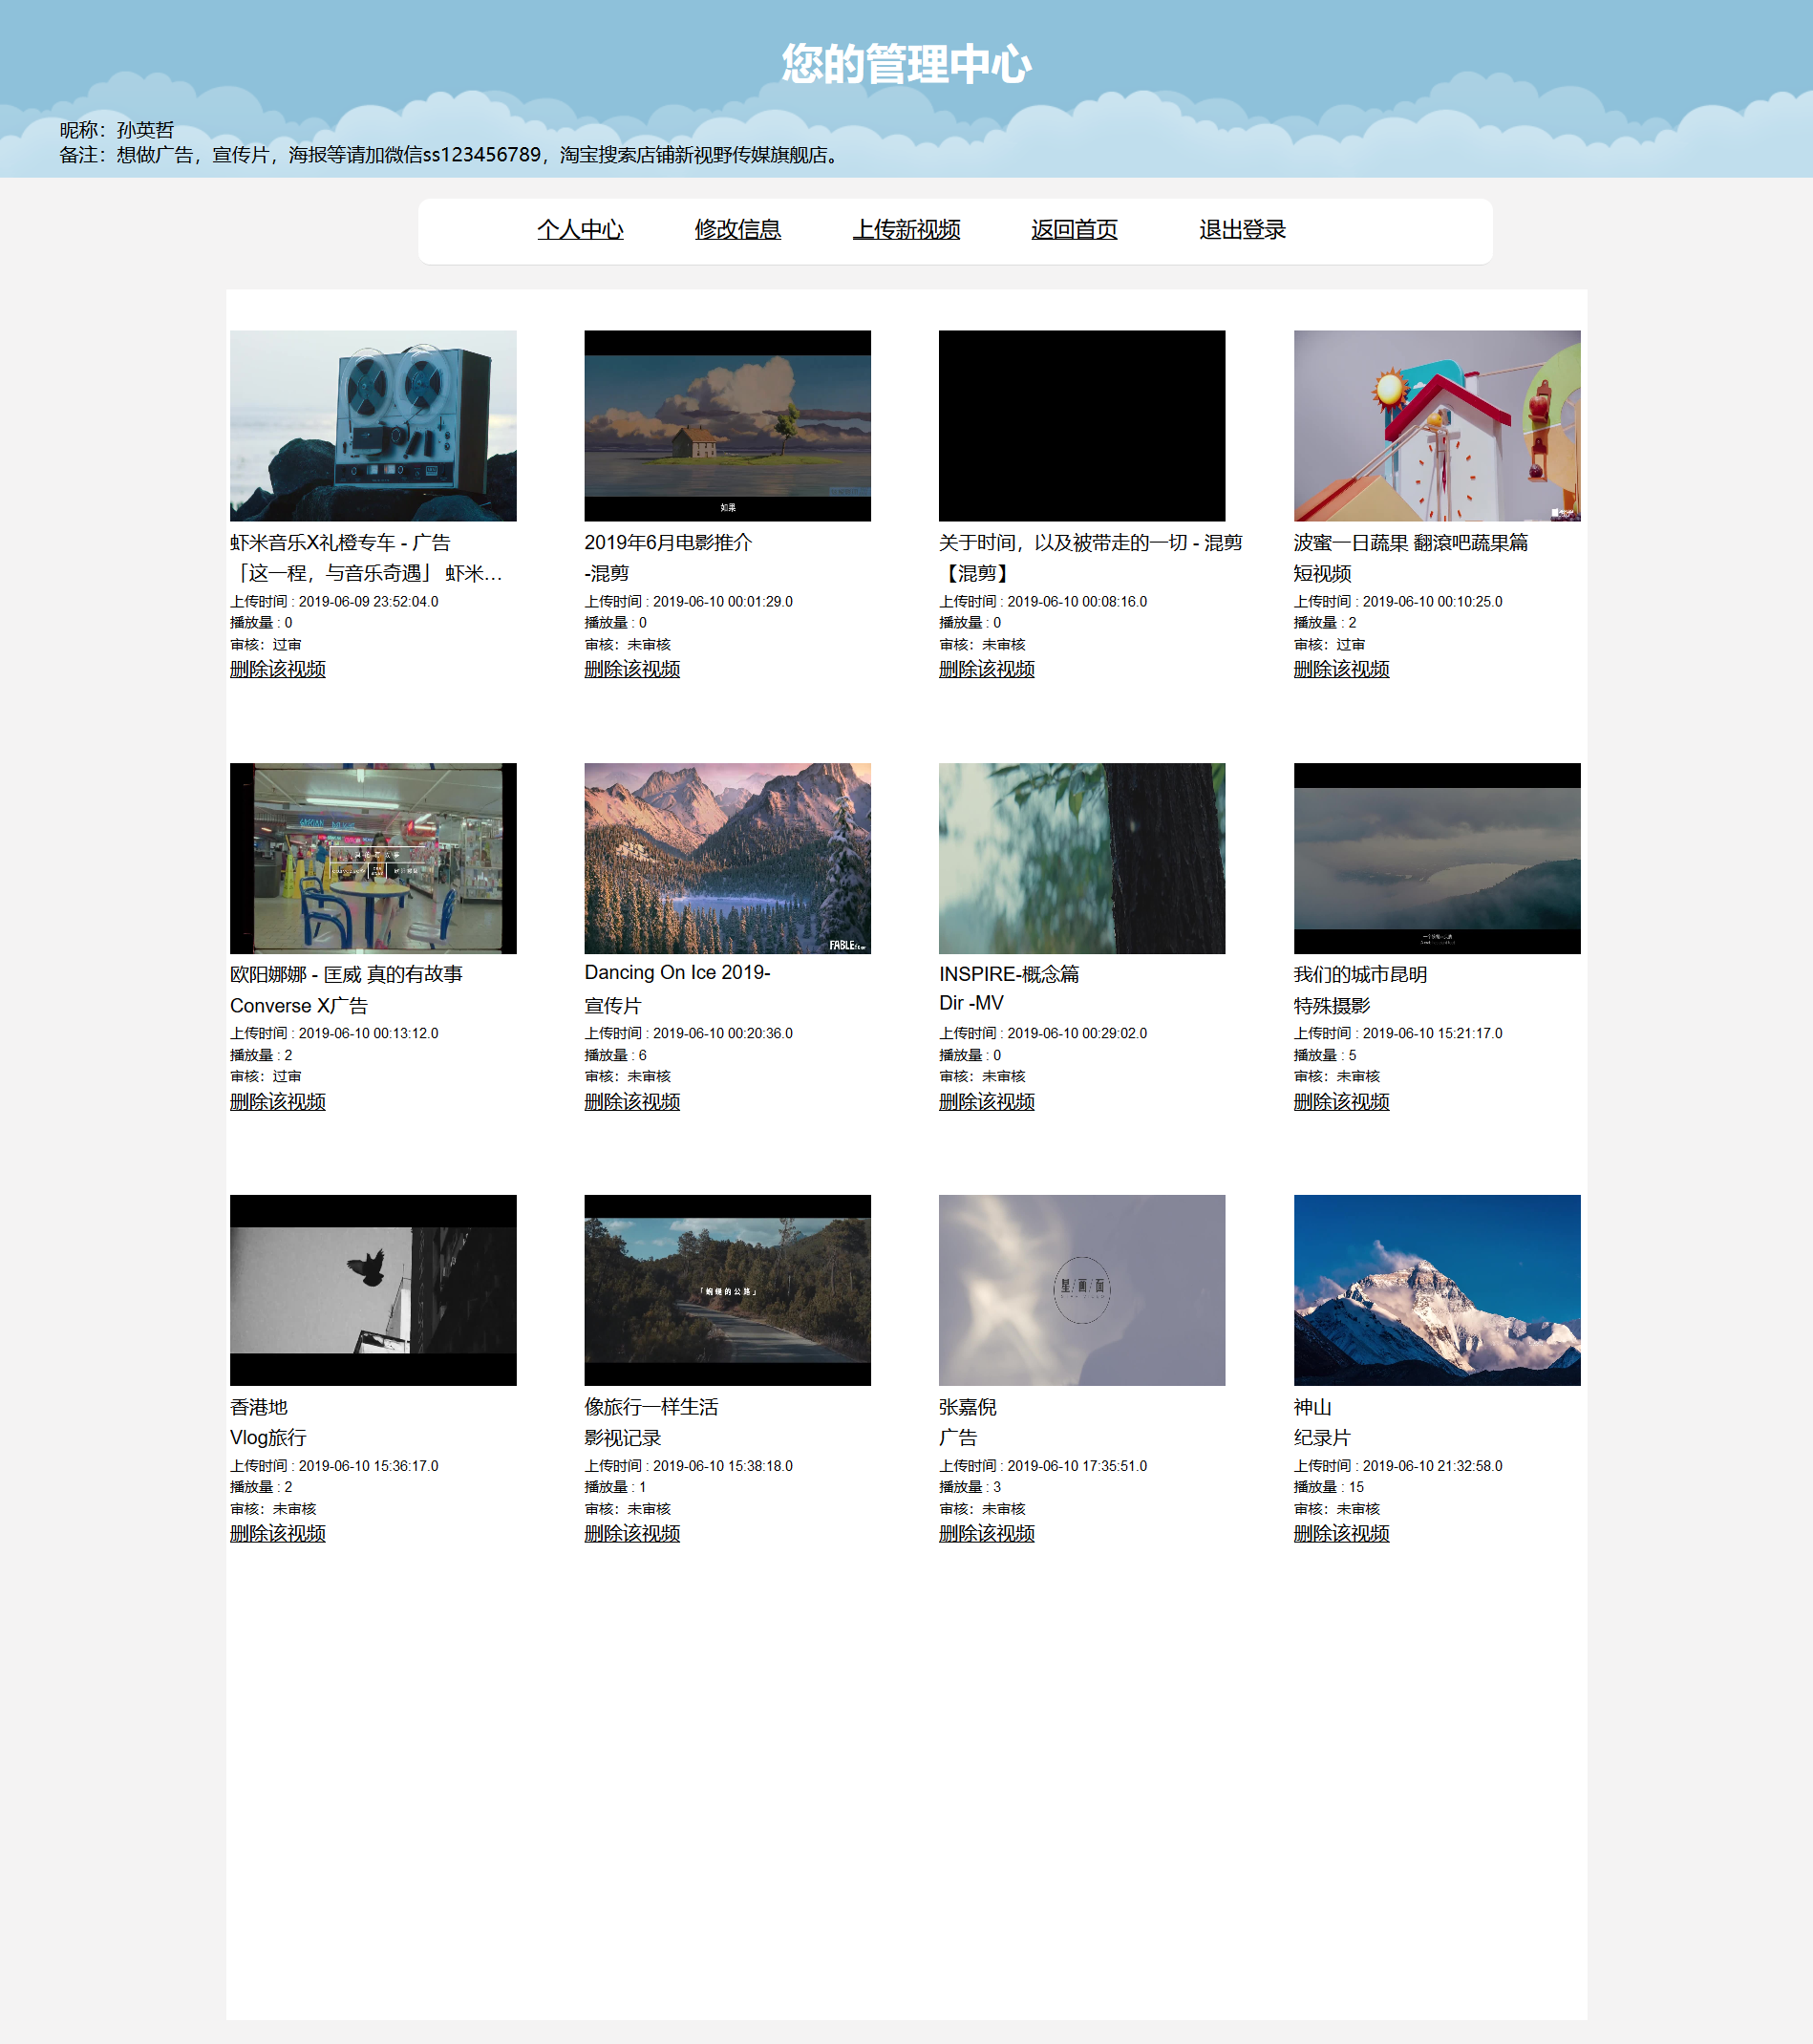 您的管理中心
昵称：孙英哲
备注：想做广告，宣传片，海报等请加微信ss123456789，淘宝搜索店铺新视野传媒旗舰店。
个人中心 修改信息 上传新视频 返回首页 退出登录
如果
虾米音乐X礼橙专车 - 广告
「这一程，与音乐奇遇」 虾米…
上传时间 : 2019-06-09 23:52:04.0
播放量 : 0
审核：过审
删除该视频
2019年6月电影推介
-混剪
上传时间 : 2019-06-10 00:01:29.0
播放量 : 0
审核：未审核
删除该视频
关于时间，以及被带走的一切 - 混剪
【混剪】
上传时间 : 2019-06-10 00:08:16.0
播放量 : 0
审核：未审核
删除该视频
波蜜一日蔬果 翻滾吧蔬果篇
短视频
上传时间 : 2019-06-10 00:10:25.0
播放量 : 2
审核：过审
删除该视频
FABLE
欧阳娜娜 - 匡威 真的有故事
Converse X广告
上传时间 : 2019-06-10 00:13:12.0
播放量 : 2
审核：过审
删除该视频
Dancing On Ice 2019-
宣传片
上传时间 : 2019-06-10 00:20:36.0
播放量 : 6
审核：未审核
删除该视频
INSPIRE-概念篇
Dir -MV
上传时间 : 2019-06-10 00:29:02.0
播放量 : 0
审核：未审核
删除该视频
我们的城市昆明
特殊摄影
上传时间 : 2019-06-10 15:21:17.0
播放量 : 5
审核：未审核
删除该视频
「蜿蜒的公路」
星/画/面
香港地
Vlog旅行
上传时间 : 2019-06-10 15:36:17.0
播放量 : 2
审核：未审核
删除该视频
像旅行一样生活
影视记录
上传时间 : 2019-06-10 15:38:18.0
播放量 : 1
审核：未审核
删除该视频
张嘉倪
广告
上传时间 : 2019-06-10 17:35:51.0
播放量 : 3
审核：未审核
删除该视频
神山
纪录片
上传时间 : 2019-06-10 21:32:58.0
播放量 : 15
审核：未审核
删除该视频